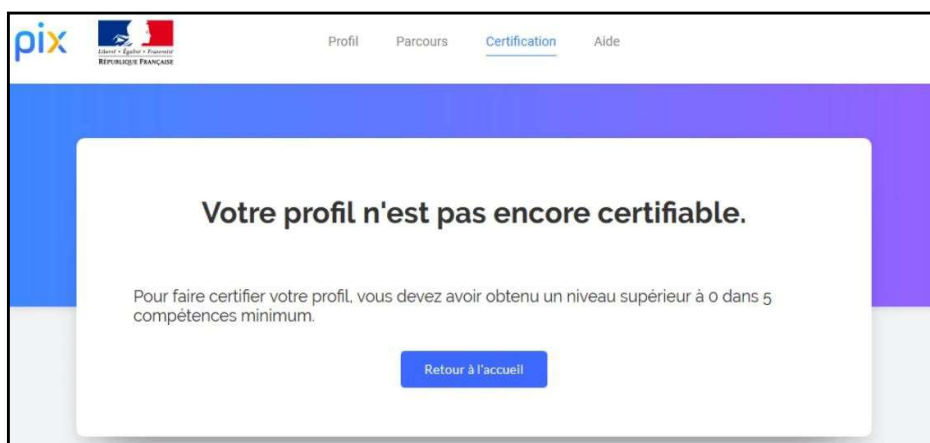 pix
Liberté • Égalité • Fraternité
RÉPUBLIQUE FRANÇAISE
Profil Parcours Certification Aide
Votre profil n'est pas encore certifiable.
Pour faire certifier votre profil, vous devez avoir obtenu un niveau supérieur à 0 dans 5
compétences minimum.
Retour à l'accueil